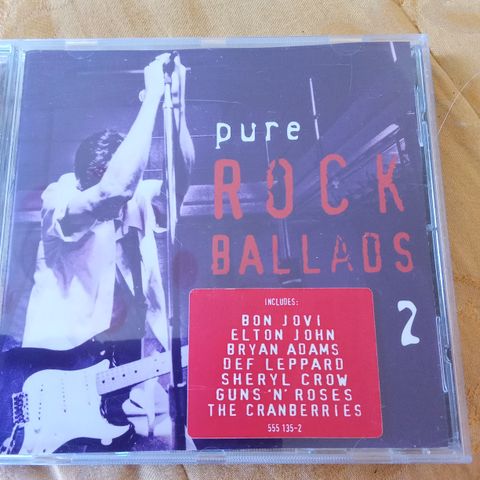 pure
ROCK
BALLADS
2
INCLUDES:
BON JOVI
ELTON JOHN
BRYAN ADAMS
DEF LEPPARD
SHERYL CROW
GUNS 'N' ROSES
THE CRANBERRIES
555 135-2